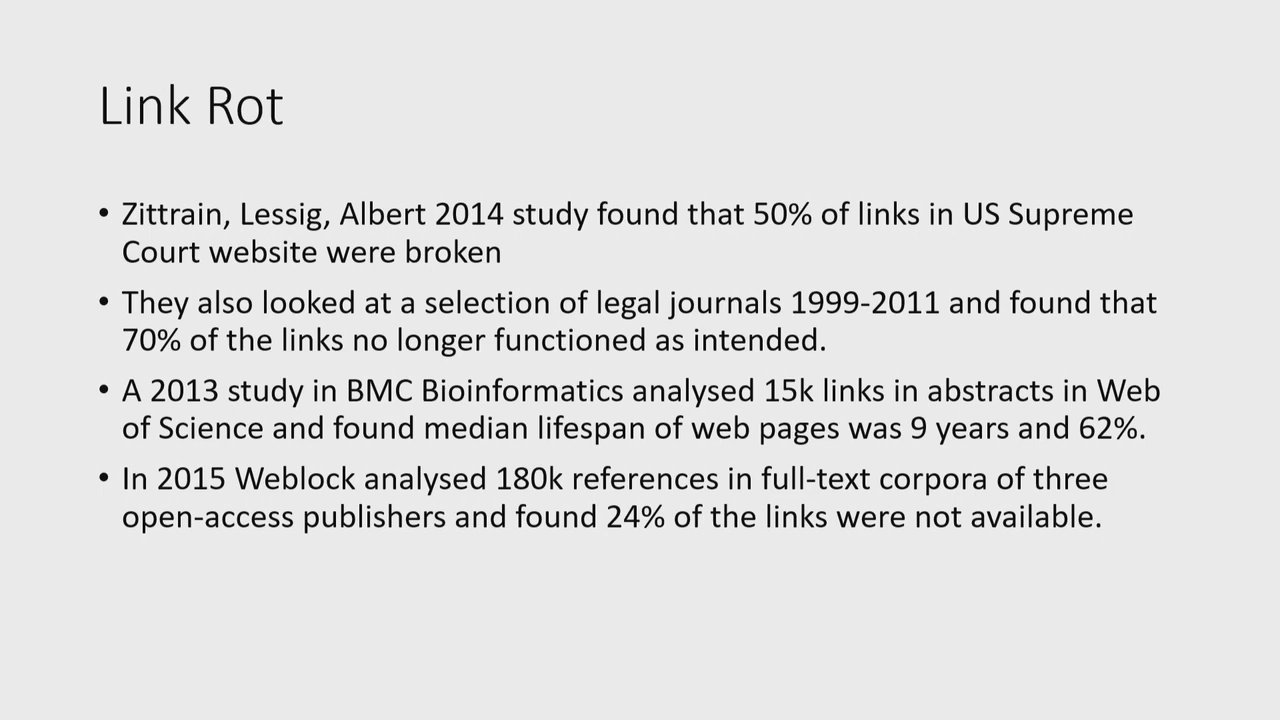 Link Rot
• Zittrain, Lessig, Albert 2014 study found that 50% of links in US Supreme
Court website were broken
• They also looked at a selection of legal journals 1999-2011 and found that
70% of the links no longer functioned as intended.
• A 2013 study in BMC Bioinformatics analysed 15k links in abstracts in Web
of Science and found median lifespan of web pages was 9 years and 62%.
• In 2015 Weblock analysed 180k references in full-text corpora of three
open-access publishers and found 24% of the links were not available.